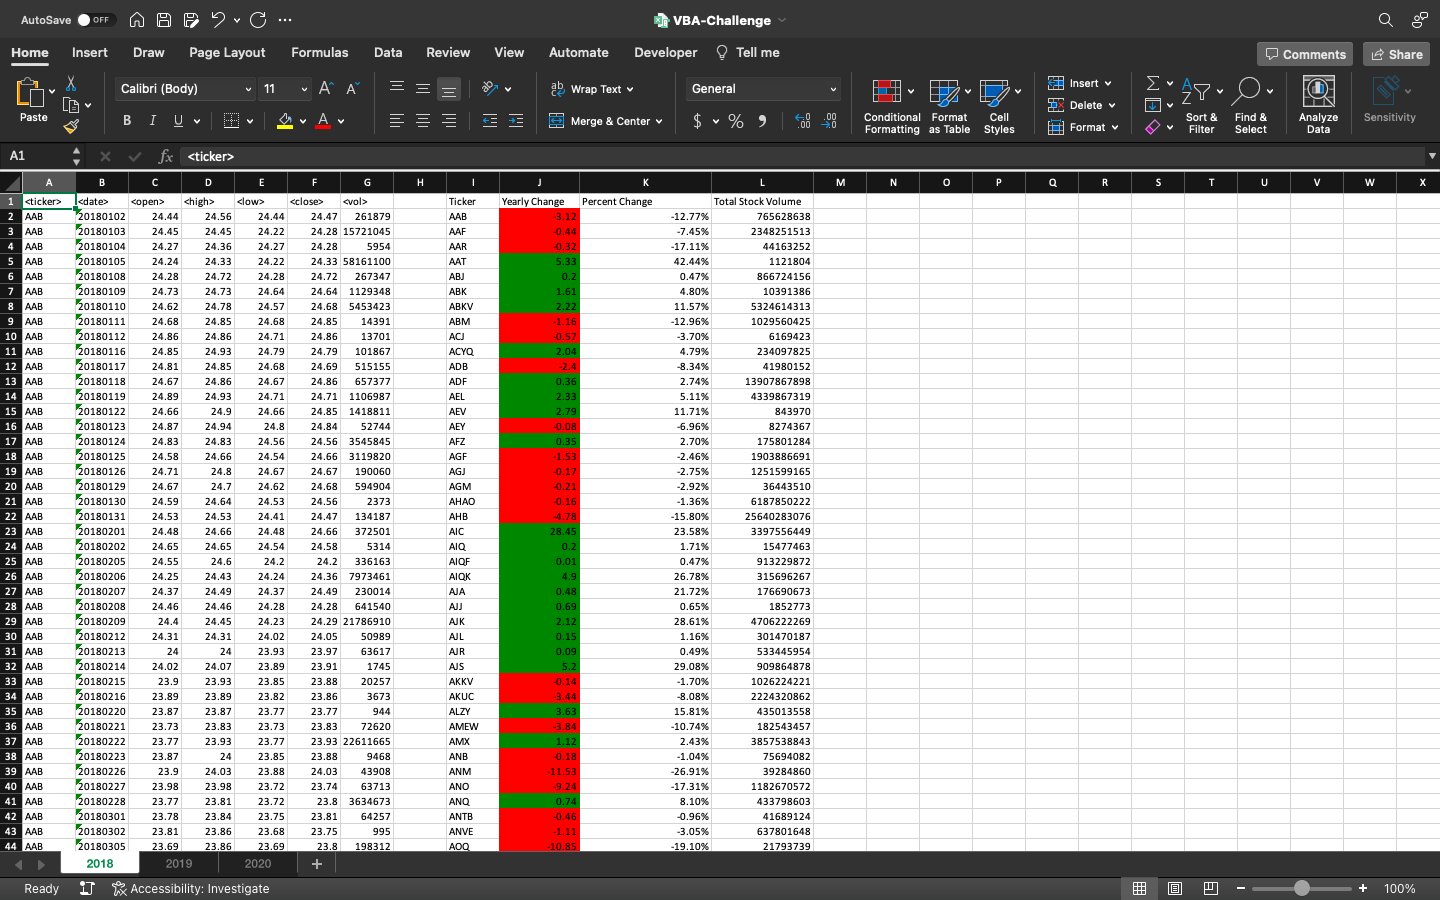 AutoSave OFF VBA-Challenge
Home Insert Draw Page Layout Formulas Data Review View Automate Developer Tell me Comments Share
Paste Calibri (Body) 11 A^ A˅ B I U A ab Wrap Text Merge & Center General $ % 9 .00 .00 Conditional Formatting Format as Table Cell Styles Insert Delete Format Sort & Filter Find & Select Analyze Data Sensitivity
A1 fx <ticker>
A B C D E F G H I J K L M N O P Q R S T U V W X
1 <ticker> <date> <open> <high> <low> <close> <vol> Ticker Yearly Change Percent Change Total Stock Volume
2 AAB 20180102 24.44 24.56 24.44 24.47 261879 AAB -3.12 -12.77% 765628638
3 AAB 20180103 24.45 24.45 24.22 24.28 15721045 AAF -0.44 -7.45% 2348251513
4 AAB 20180104 24.27 24.36 24.27 24.28 5954 AAR -0.32 -17.11% 44163252
5 AAB 20180105 24.24 24.33 24.22 24.33 58161100 AAT 5.33 42.44% 1121804
6 AAB 20180108 24.28 24.72 24.28 24.72 267347 ABJ 0.2 0.47% 866724156
7 AAB 20180109 24.73 24.73 24.64 24.64 1129348 ABK 1.61 4.80% 10391386
8 AAB 20180110 24.62 24.78 24.57 24.68 5453423 ABKV 2.22 11.57% 5324614313
9 AAB 20180111 24.68 24.85 24.68 24.85 14391 ABM -1.16 -12.96% 1029560425
10 AAB 20180112 24.86 24.86 24.71 24.86 13701 ACJ -0.57 -3.70% 6169423
11 AAB 20180116 24.85 24.93 24.79 24.79 101867 ACYQ 2.04 4.79% 234097825
12 AAB 20180117 24.81 24.85 24.68 24.69 515155 ADB -2.4 -8.34% 41980152
13 AAB 20180118 24.67 24.86 24.67 24.86 657377 ADF 0.36 2.74% 13907867898
14 AAB 20180119 24.89 24.93 24.71 24.71 1106987 AEL 2.33 5.11% 4339867319
15 AAB 20180122 24.66 24.9 24.66 24.85 1418811 AEV 2.79 11.71% 843970
16 AAB 20180123 24.87 24.94 24.8 24.84 52744 AEY -0.08 -6.96% 8274367
17 AAB 20180124 24.83 24.83 24.56 24.56 3545845 AFZ 0.35 2.70% 175801284
18 AAB 20180125 24.58 24.66 24.54 24.66 3119820 AGF -1.53 -2.46% 1903886691
19 AAB 20180126 24.71 24.8 24.67 24.67 190060 AGJ -0.17 -2.75% 1251599165
20 AAB 20180129 24.67 24.7 24.62 24.68 594904 AGM -0.21 -2.92% 36443510
21 AAB 20180130 24.59 24.64 24.53 24.56 2373 AHAO -0.16 -1.36% 6187850222
22 AAB 20180131 24.53 24.53 24.41 24.47 134187 AHB -4.78 -15.80% 25640283076
23 AAB 20180201 24.48 24.66 24.48 24.66 372501 AIC 28.45 23.58% 3397556449
24 AAB 20180202 24.65 24.65 24.54 24.58 5314 AIQ 0.2 1.71% 15477463
25 AAB 20180205 24.55 24.6 24.2 24.2 336163 AIQF 0.01 0.47% 913229872
26 AAB 20180206 24.25 24.43 24.24 24.36 7973461 AIQK 4.9 26.78% 315696267
27 AAB 20180207 24.37 24.49 24.37 24.49 230014 AJA 0.48 21.72% 176690673
28 AAB 20180208 24.46 24.46 24.28 24.28 641540 AJJ 0.69 0.65% 1852773
29 AAB 20180209 24.4 24.45 24.23 24.29 21786910 AJK 2.12 28.61% 4706222269
30 AAB 20180212 24.31 24.31 24.02 24.05 50989 AJL 0.15 1.16% 301470187
31 AAB 20180213 24 24 23.93 23.97 63617 AJR 0.09 0.49% 533445954
32 AAB 20180214 24.02 24.07 23.89 23.91 1745 AJS 5.2 29.08% 909864878
33 AAB 20180215 23.9 23.93 23.85 23.88 20257 AKKV -0.14 -1.70% 1026224221
34 AAB 20180216 23.89 23.89 23.82 23.86 3673 AKUC -3.44 -8.08% 2224320862
35 AAB 20180220 23.87 23.87 23.77 23.77 944 ALZY 3.63 15.81% 435013558
36 AAB 20180221 23.73 23.83 23.73 23.83 72620 AMEW -3.84 -10.74% 182543457
37 AAB 20180222 23.77 23.93 23.77 23.93 22611665 AMX 1.12 2.43% 3857538843
38 AAB 20180223 23.87 24 23.85 23.88 9468 ANB -0.18 -1.04% 75694082
39 AAB 20180226 23.9 24.03 23.88 24.03 43908 ANM -11.53 -26.91% 39284860
40 AAB 20180227 23.98 23.98 23.72 23.74 63713 ANO -9.24 -17.31% 1182670572
41 AAB 20180228 23.77 23.81 23.72 23.8 3634673 ANQ 0.74 8.10% 433798603
42 AAB 20180301 23.78 23.84 23.75 23.81 64257 ANTB -0.46 -0.96% 41689124
43 AAB 20180302 23.81 23.86 23.68 23.75 995 ANVE -1.11 -3.05% 637801648
44 AAB 20180305 23.69 23.86 23.69 23.8 198312 AOQ -10.85 -19.10% 21793739
2018 2019 2020 +
Ready Accessibility: Investigate 100%